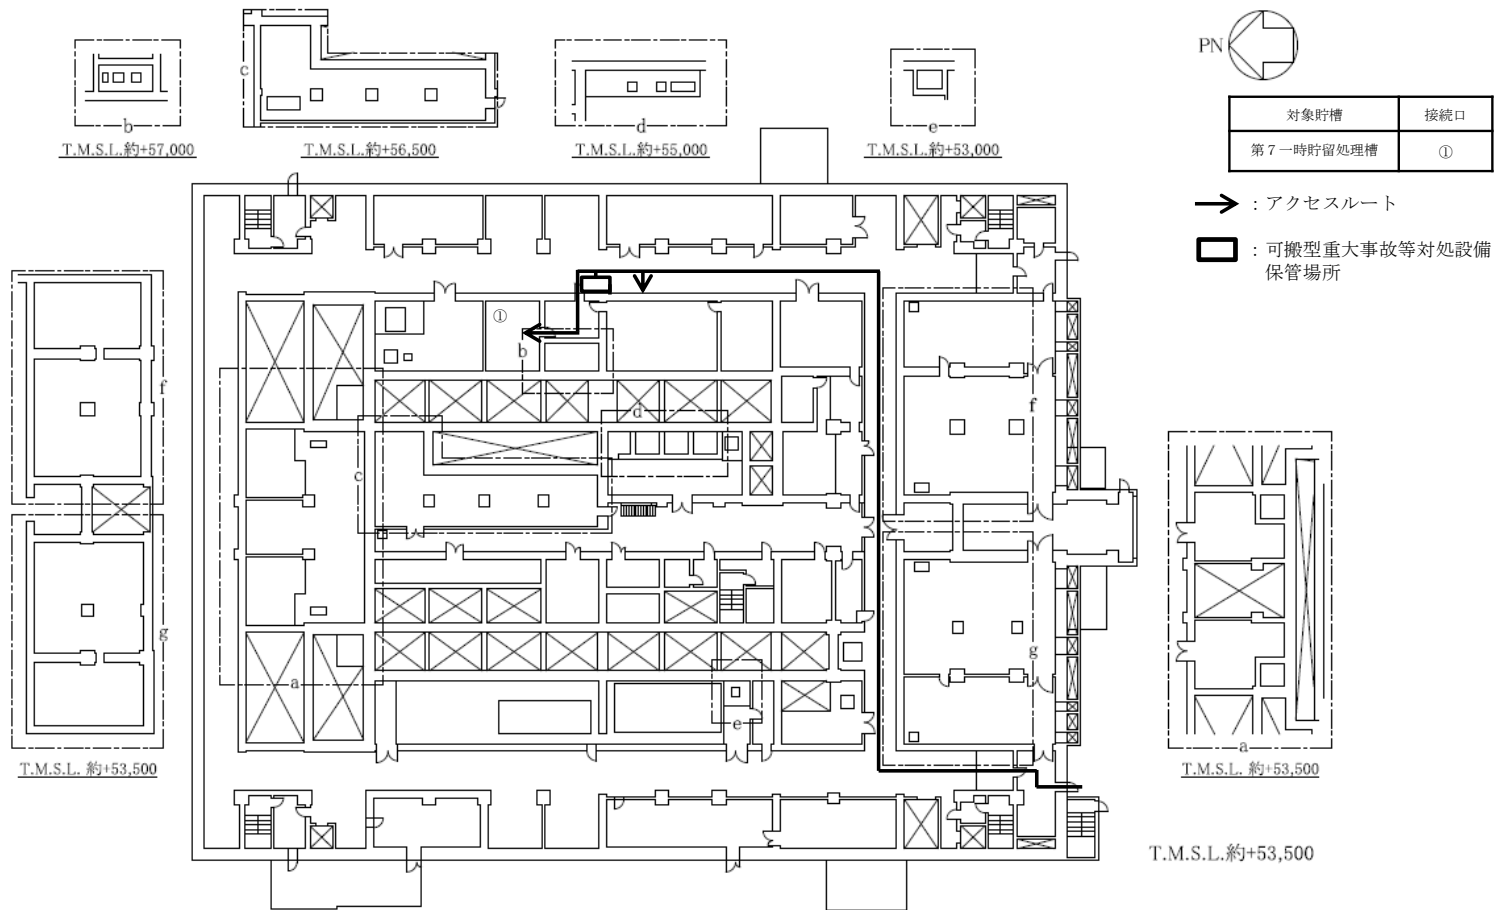 PN
対象貯槽 接続口
第７一時貯留処理槽 ①
：アクセスルート
：可搬型重大事故等対処設備
保管場所
b
T.M.S.L.約+57,000
c
T.M.S.L.約+56,500
d
T.M.S.L.約+55,000
e
T.M.S.L.約+53,000
f
g
T.M.S.L. 約+53,500
①
b
c
d
f
g
a
e
a
T.M.S.L. 約+53,500
T.M.S.L.約+53,500